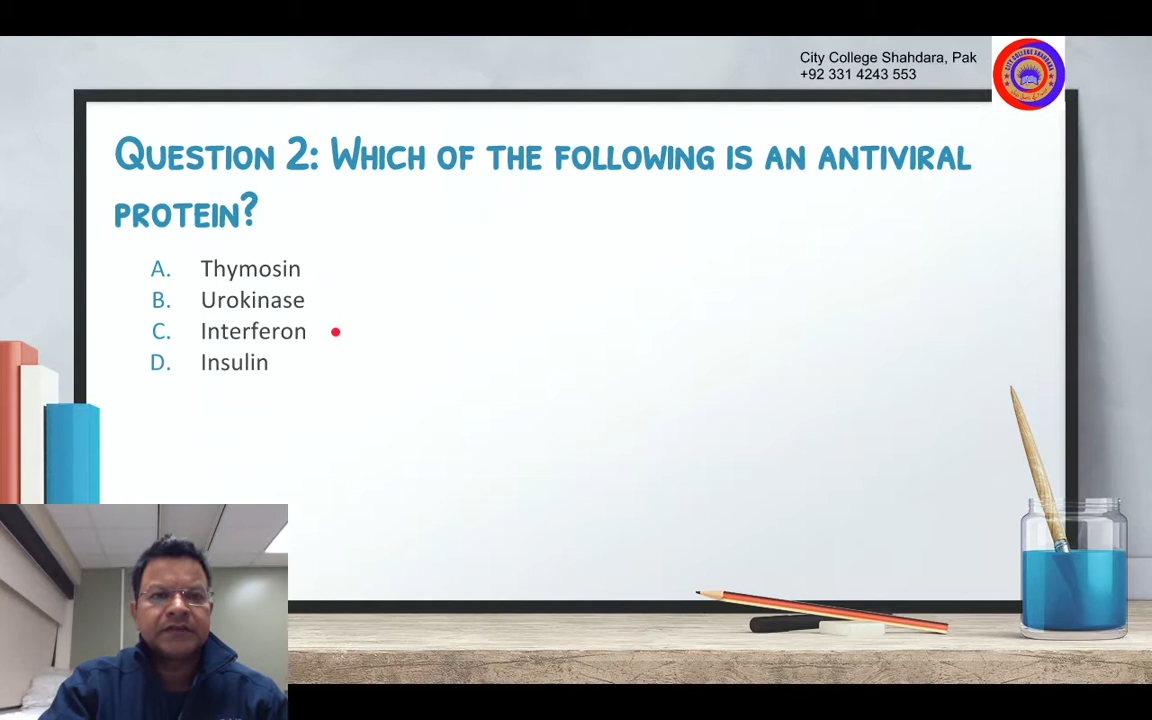 City College Shahdara, Pak
+92 331 4243 553
Question 2: Which of the following is an antiviral
protein?
A. Thymosin
B. Urokinase
C. Interferon
D. Insulin